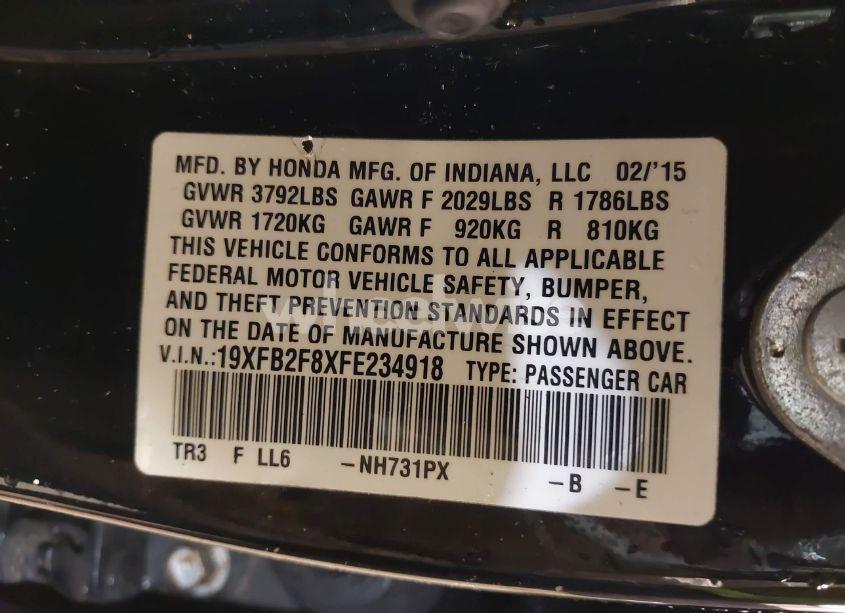 MFD. BY HONDA MFG. OF INDIANA, LLC 02/'15
GVWR 3792LBS GAWR F 2029LBS R 1786LBS
GVWR 1720KG GAWR F 920KG R 810KG
THIS VEHICLE CONFORMS TO ALL APPLICABLE
FEDERAL MOTOR VEHICLE SAFETY, BUMPER,
AND THEFT PREVENTION STANDARDS IN EFFECT
ON THE DATE OF MANUFACTURE SHOWN ABOVE.
V.I.N.:19XFB2F8XFE234918 TYPE: PASSENGER CAR
TR3 F LL6 -NH731PX -B -E